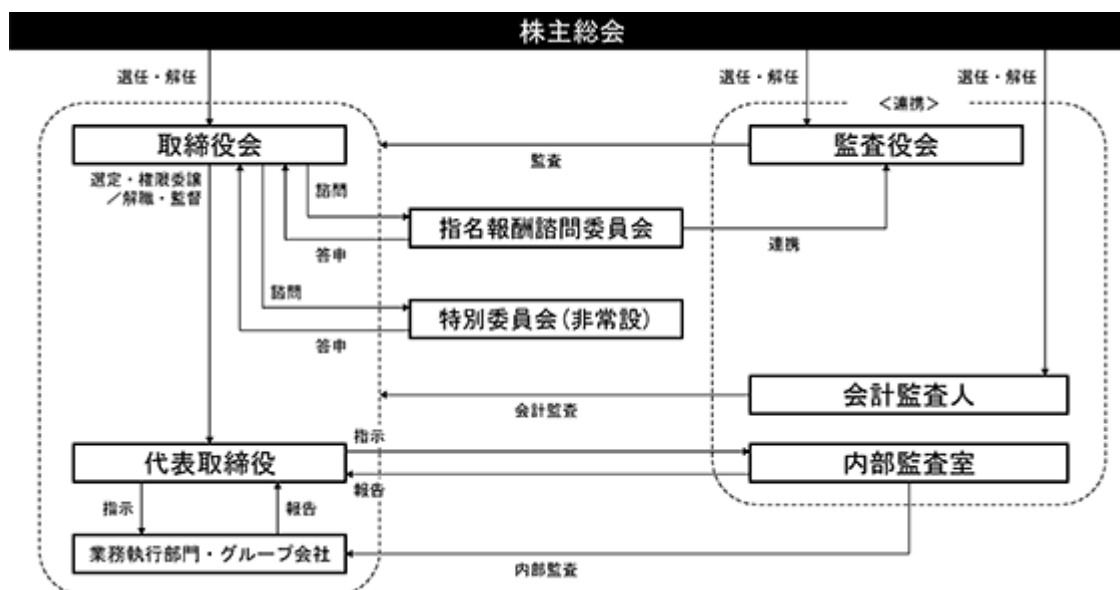 株主総会
選任・解任
選任・解任
選任・解任
<連携>
取締役会
監査役会
監査
選定・権限委譲
/解職・監督
諮問
指名報酬諮問委員会
答申
連携
諮問
特別委員会(非常設)
答申
会計監査人
会計監査
指示
代表取締役
内部監査室
報告
指示
報告
業務執行部門・グループ会社
内部監査